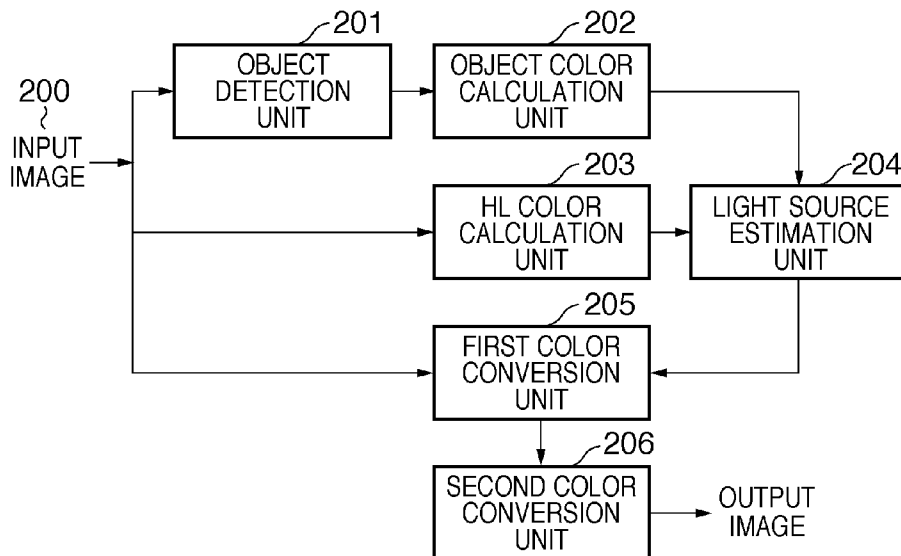 201
OBJECT
DETECTION
UNIT
202
OBJECT COLOR
CALCULATION
UNIT
200
INPUT
IMAGE
203
HL COLOR
CALCULATION
UNIT
204
LIGHT SOURCE
ESTIMATION
UNIT
205
FIRST COLOR
CONVERSION
UNIT
206
SECOND COLOR
CONVERSION
UNIT
OUTPUT
IMAGE